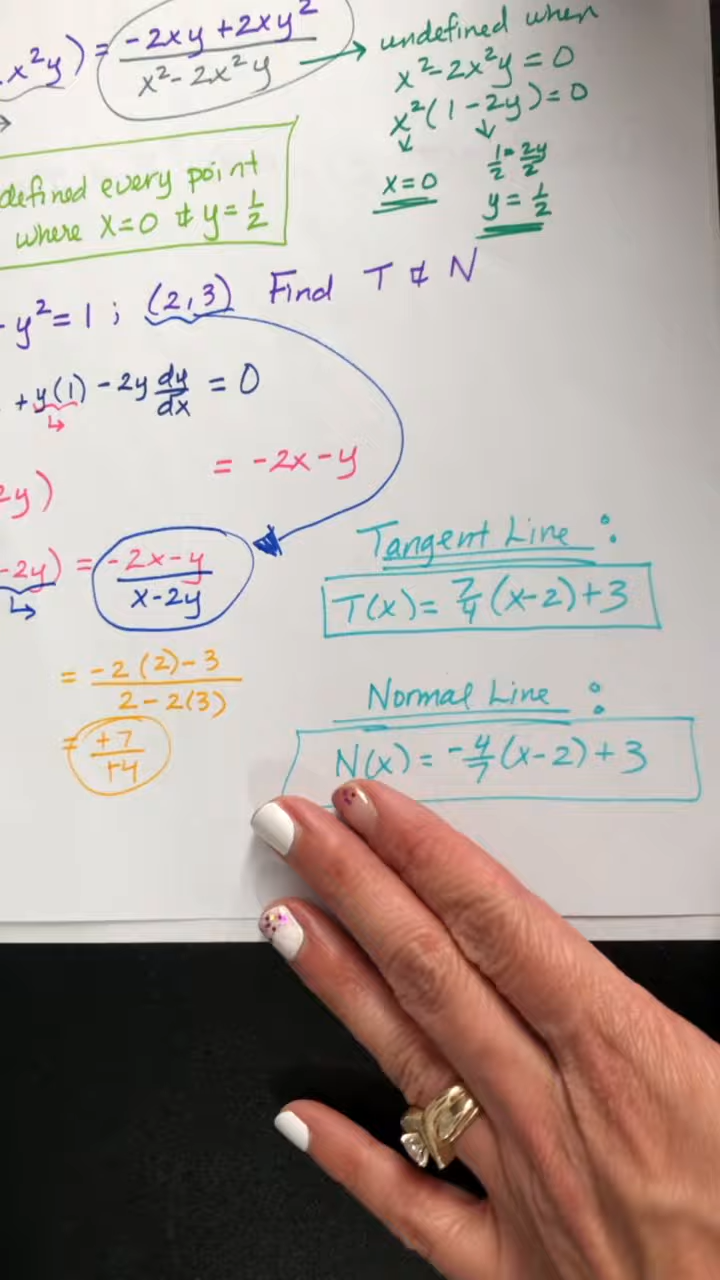 x²y) = -2xy + 2xy² / x² - 2x²y → undefined when
x² - 2x²y = 0
x²(1 - 2y) = 0
x = 0
1/2 = 2y/2
y = 1/2
defined every point
where x=0 & y = 1/2
- y² = 1 ; (2,3) Find T & N
+ y(1) - 2y dy/dx = 0
= -2x - y
2y)
-2y) = -2x - y / x - 2y
= -2(2) - 3 / 2 - 2(3)
= +7 / +4
Tangent Line :
T(x) = 7/4 (x-2) + 3
Normal Line :
N(x) = -4/7 (x-2) + 3